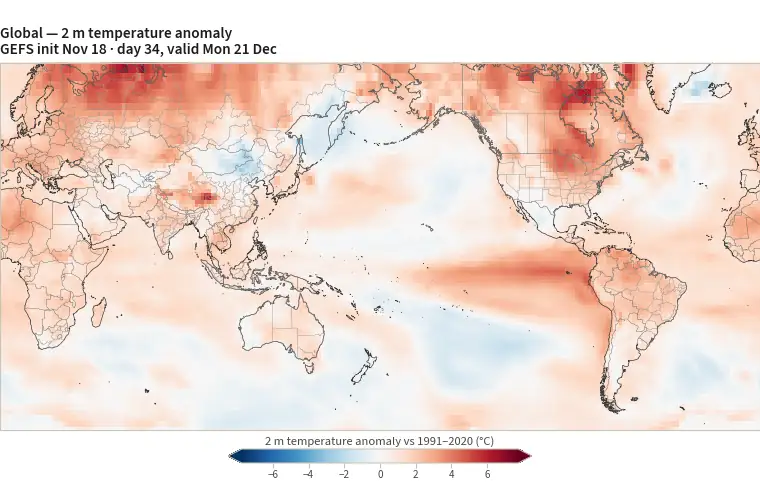 Global — 2 m temperature anomaly
GEFS init Nov 18 · day 34, valid Mon 21 Dec
2 m temperature anomaly vs 1991–2020 (°C)
−6 −4 −2 0 2 4 6